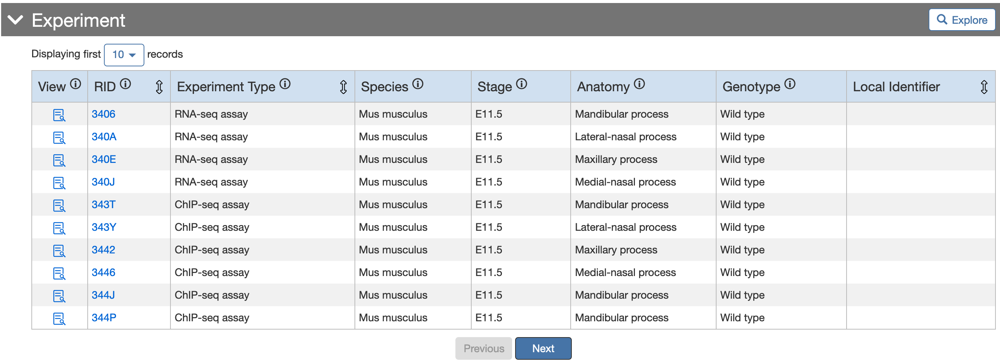 Experiment Explore
Displaying first 10 records
View RID Experiment Type Species Stage Anatomy Genotype Local Identifier
3406 RNA-seq assay Mus musculus E11.5 Mandibular process Wild type
340A RNA-seq assay Mus musculus E11.5 Lateral-nasal process Wild type
340E RNA-seq assay Mus musculus E11.5 Maxillary process Wild type
340J RNA-seq assay Mus musculus E11.5 Medial-nasal process Wild type
343T ChIP-seq assay Mus musculus E11.5 Mandibular process Wild type
343Y ChIP-seq assay Mus musculus E11.5 Lateral-nasal process Wild type
3442 ChIP-seq assay Mus musculus E11.5 Maxillary process Wild type
3446 ChIP-seq assay Mus musculus E11.5 Medial-nasal process Wild type
344J ChIP-seq assay Mus musculus E11.5 Mandibular process Wild type
344P ChIP-seq assay Mus musculus E11.5 Mandibular process Wild type
Previous Next